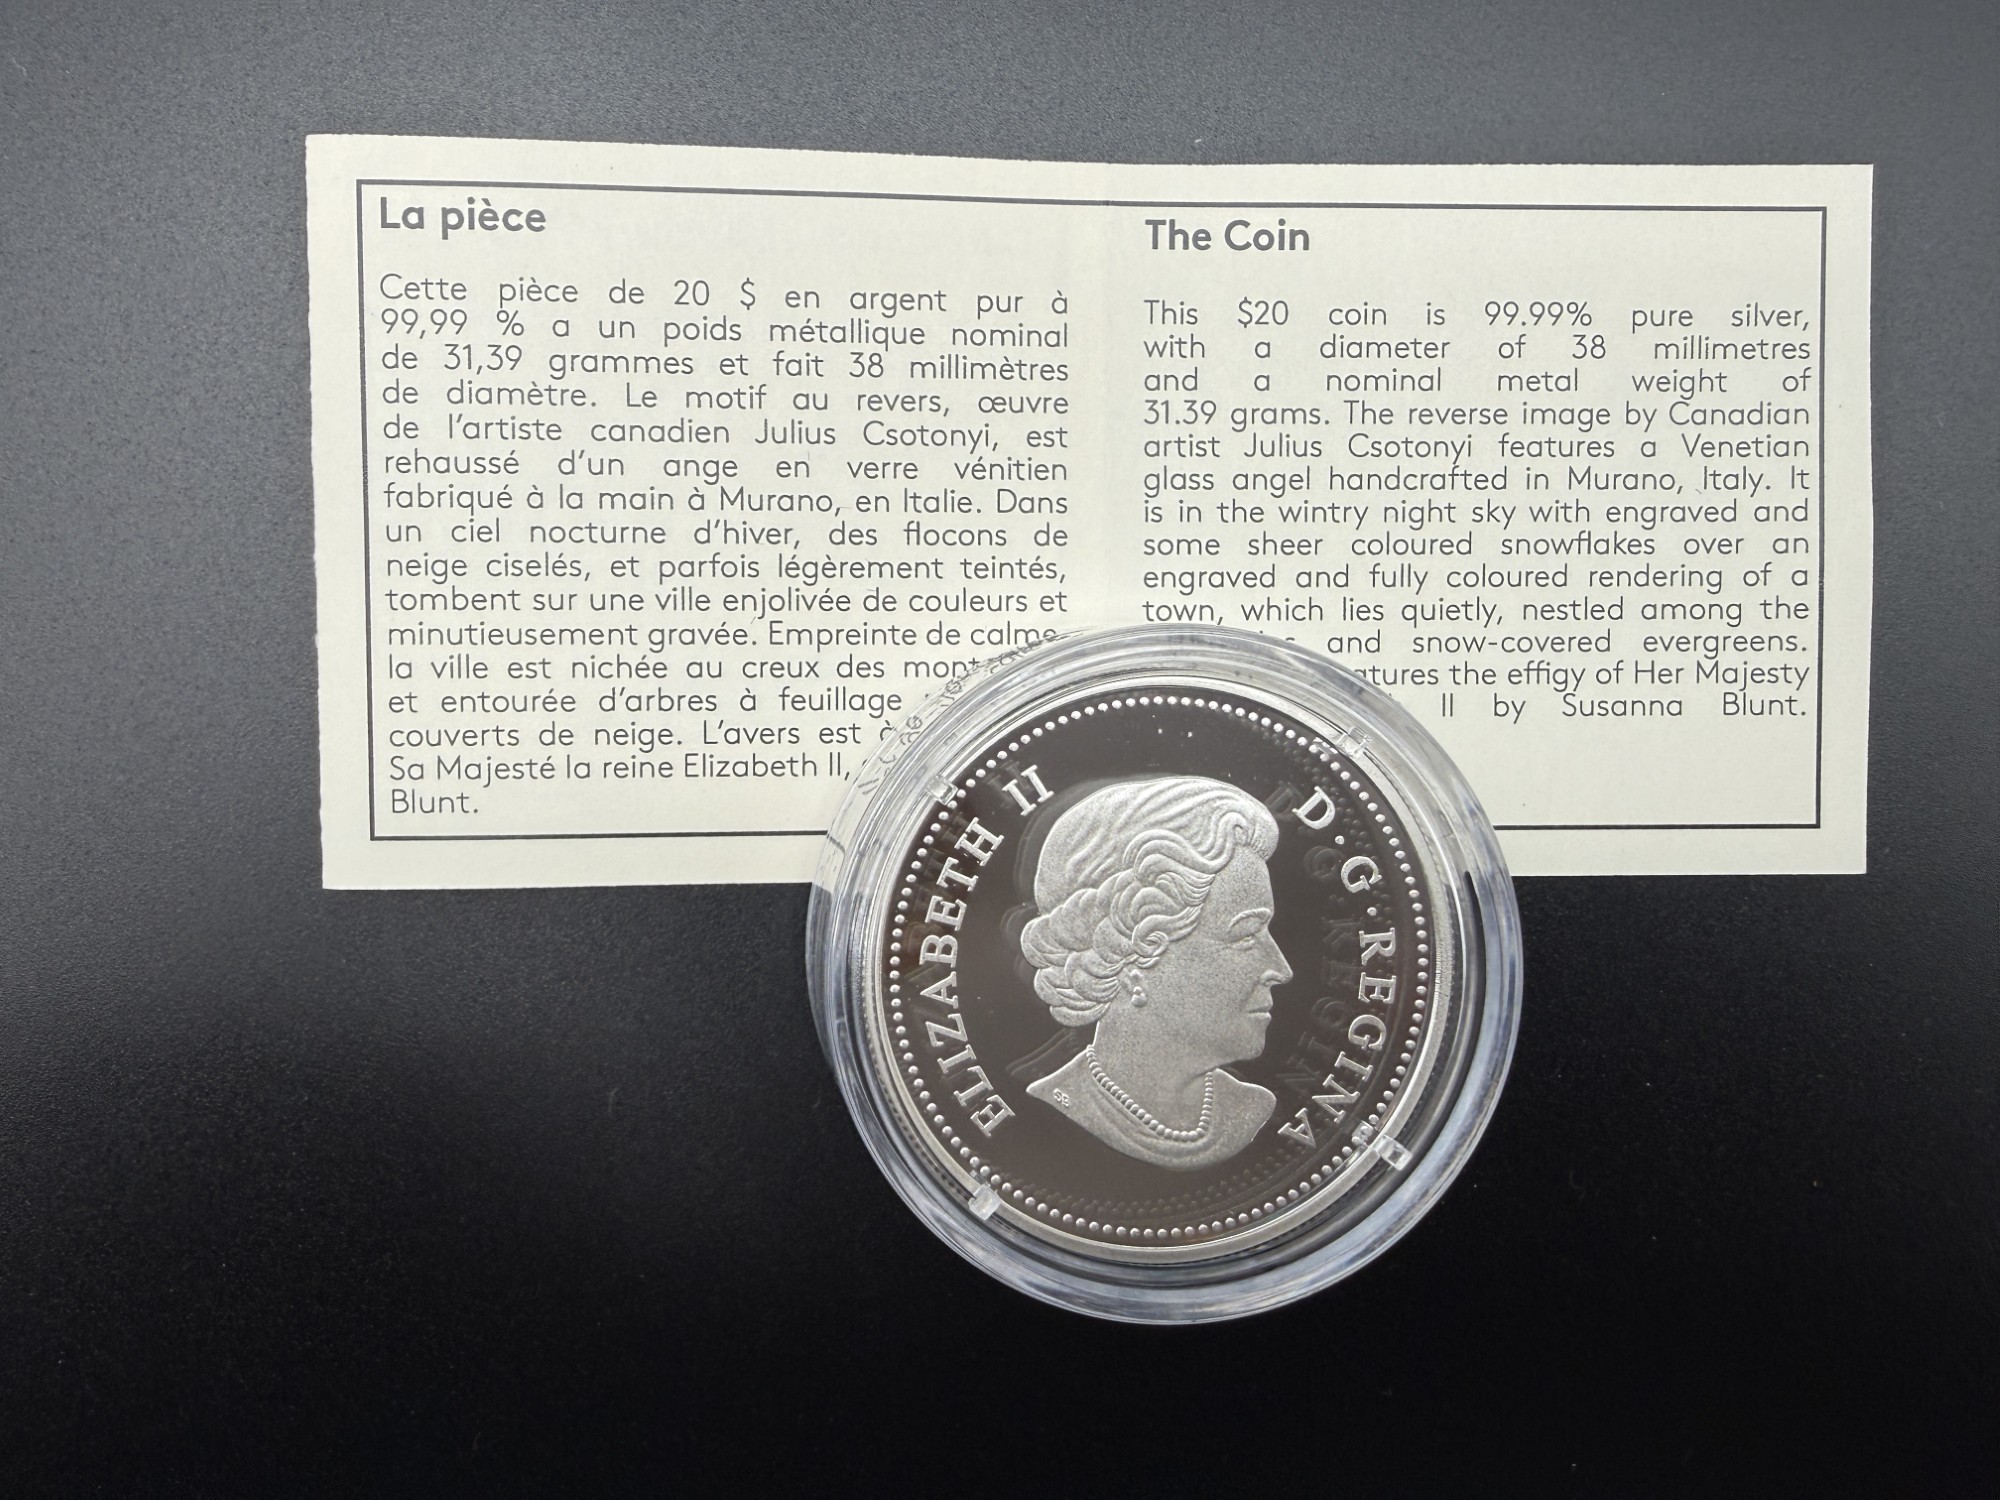 La pièce
Cette pièce de 20 $ en argent pur à
99,99 % a un poids métallique nominal
de 31,39 grammes et fait 38 millimètres
de diamètre. Le motif au revers, œuvre
de l'artiste canadien Julius Csotonyi, est
rehaussé d'un ange en verre vénitien
fabriqué à la main à Murano, en Italie. Dans
un ciel nocturne d'hiver, des flocons de
neige ciselés, et parfois légèrement teintés,
tombent sur une ville enjolivée de couleurs et
minutieusement gravée. Empreinte de calme
la ville est nichée au creux des
et entourée d'arbres à feuillage
couverts de neige. L'avers est
Sa Majesté la reine Elizabeth II,
Blunt.
The Coin
This $20 coin is 99.99% pure silver,
with a diameter of 38 millimetres
and a nominal metal weight of
31.39 grams. The reverse image by Canadian
artist Julius Csotonyi features a Venetian
glass angel handcrafted in Murano, Italy. It
is in the wintry night sky with engraved and
some sheer coloured snowflakes over an
engraved and fully coloured rendering of a
town, which lies quietly, nestled among the
and snow-covered evergreens.
the effigy of Her Majesty
II by Susanna Blunt.
ELIZABETH II
D·G·REGINA
SB